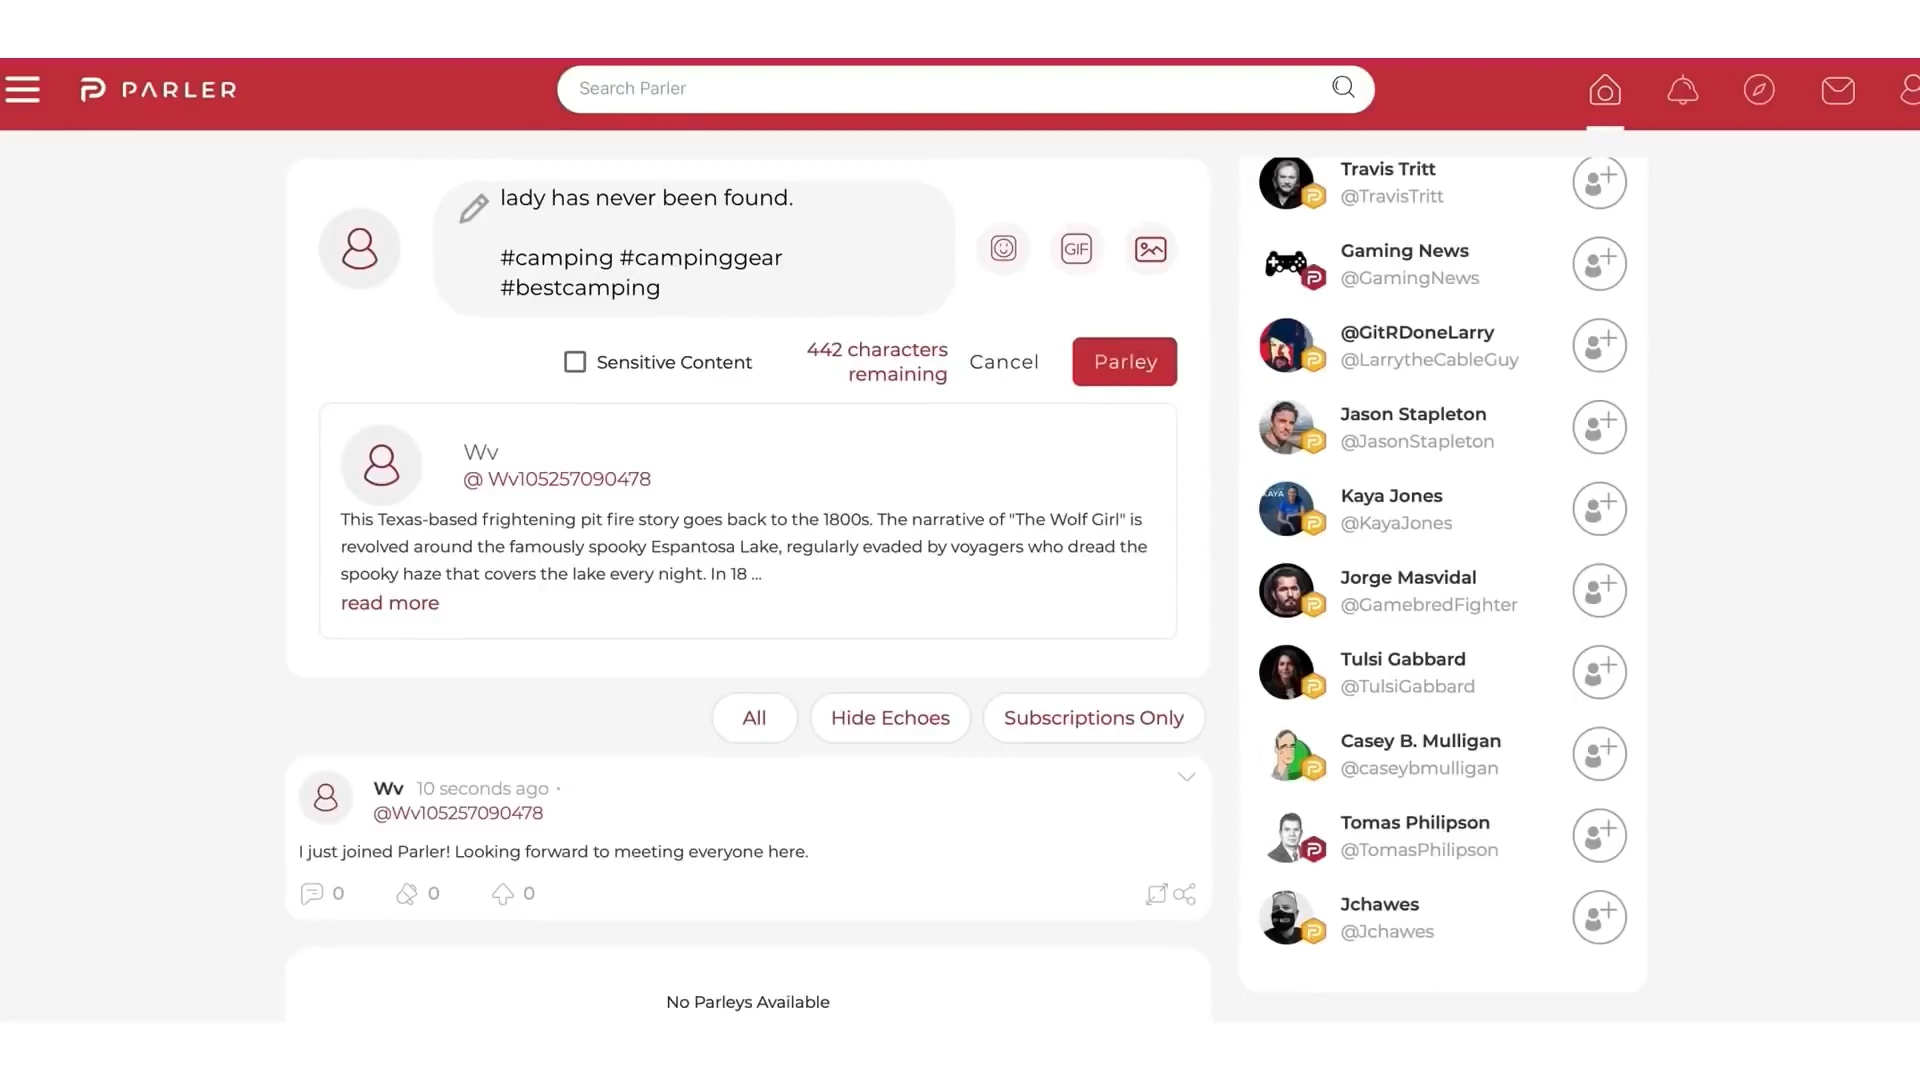 PARLER
Search Parler
lady has never been found.
#camping #campinggear
#bestcamping
GIF
Sensitive Content
442 characters
remaining
Cancel
Parley
Wv
@ Wv105257090478
This Texas-based frightening pit fire story goes back to the 1800s. The narrative of "The Wolf Girl" is
revolved around the famously spooky Espantosa Lake, regularly evaded by voyagers who dread the
spooky haze that covers the lake every night. In 18 ...
read more
All
Hide Echoes
Subscriptions Only
Wv 10 seconds ago ·
@Wv105257090478
I just joined Parler! Looking forward to meeting everyone here.
0 0 0
No Parleys Available
Travis Tritt
@TravisTritt
Gaming News
@GamingNews
@GitRDoneLarry
@LarrytheCableGuy
Jason Stapleton
@JasonStapleton
KAYA
Kaya Jones
@KayaJones
Jorge Masvidal
@GamebredFighter
Tulsi Gabbard
@TulsiGabbard
Casey B. Mulligan
@caseybmulligan
Tomas Philipson
@TomasPhilipson
Jchawes
@Jchawes